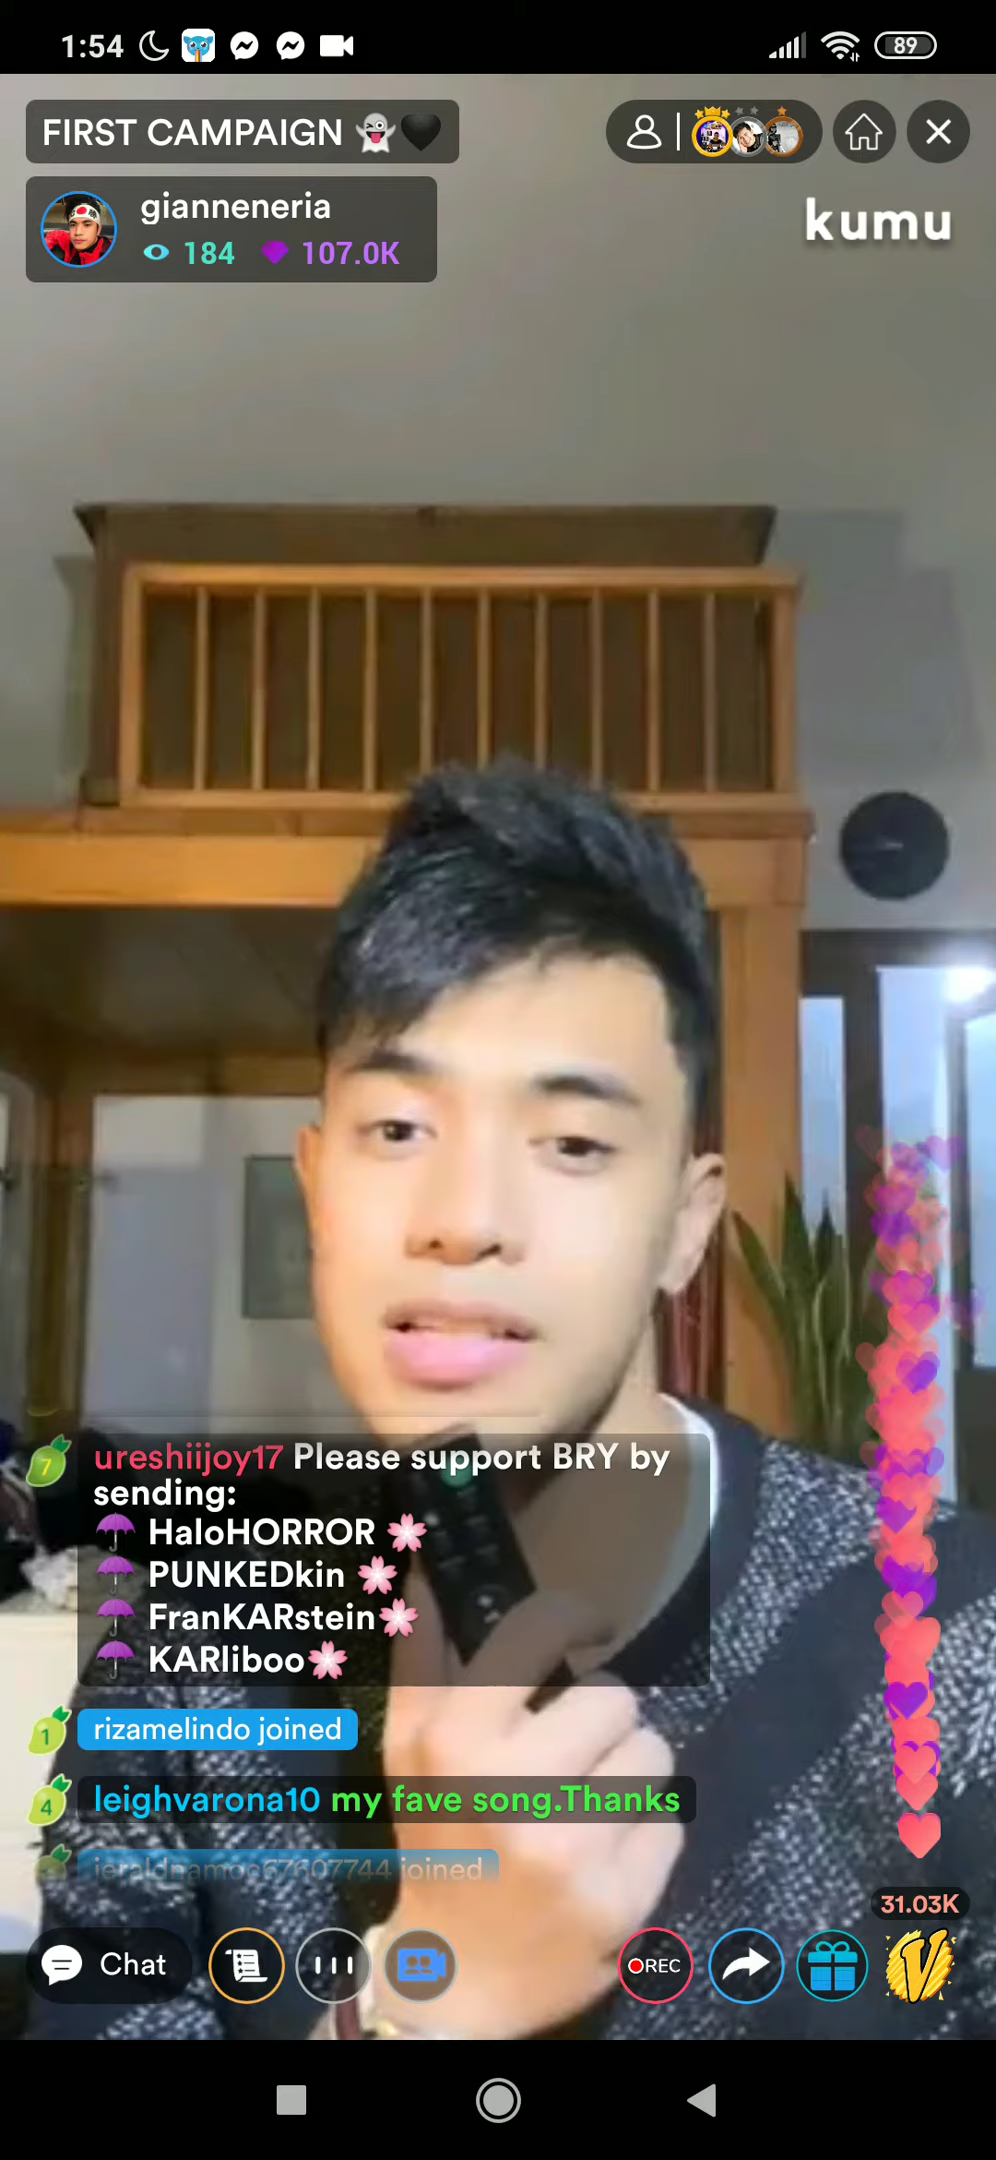 1:54
89
FIRST CAMPAIGN 👻🖤
gianneneria
184 107.0K
kumu
7
ureshiijoy17 Please support BRY by
sending:
☂ HaloHORROR 🌸
☂ PUNKEDkin 🌸
☂ FranKARstein🌸
☂ KARliboo🌸
1
rizamelindo joined
4
leighvarona10 my fave song.Thanks
jeraldnamoc67607744 joined
31.03K
Chat
REC
V